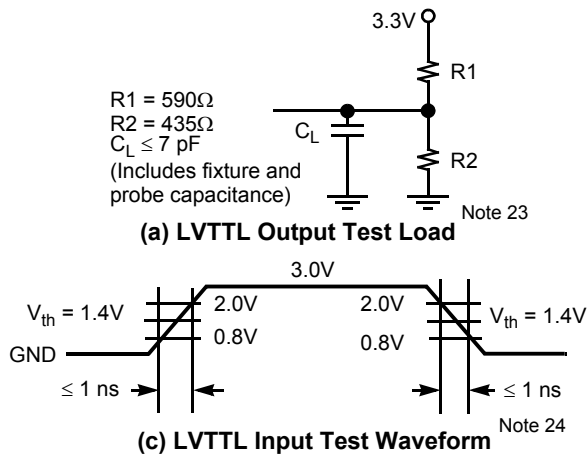 3.3V
R1
R1 = 590Ω
R2 = 435Ω
C_L ≤ 7 pF
(Includes fixture and
probe capacitance)
C_L
R2
Note 23
(a) LVTTL Output Test Load
3.0V
V_th = 1.4V
2.0V
0.8V
2.0V
0.8V
V_th = 1.4V
GND
≤ 1 ns
≤ 1 ns
Note 24
(c) LVTTL Input Test Waveform